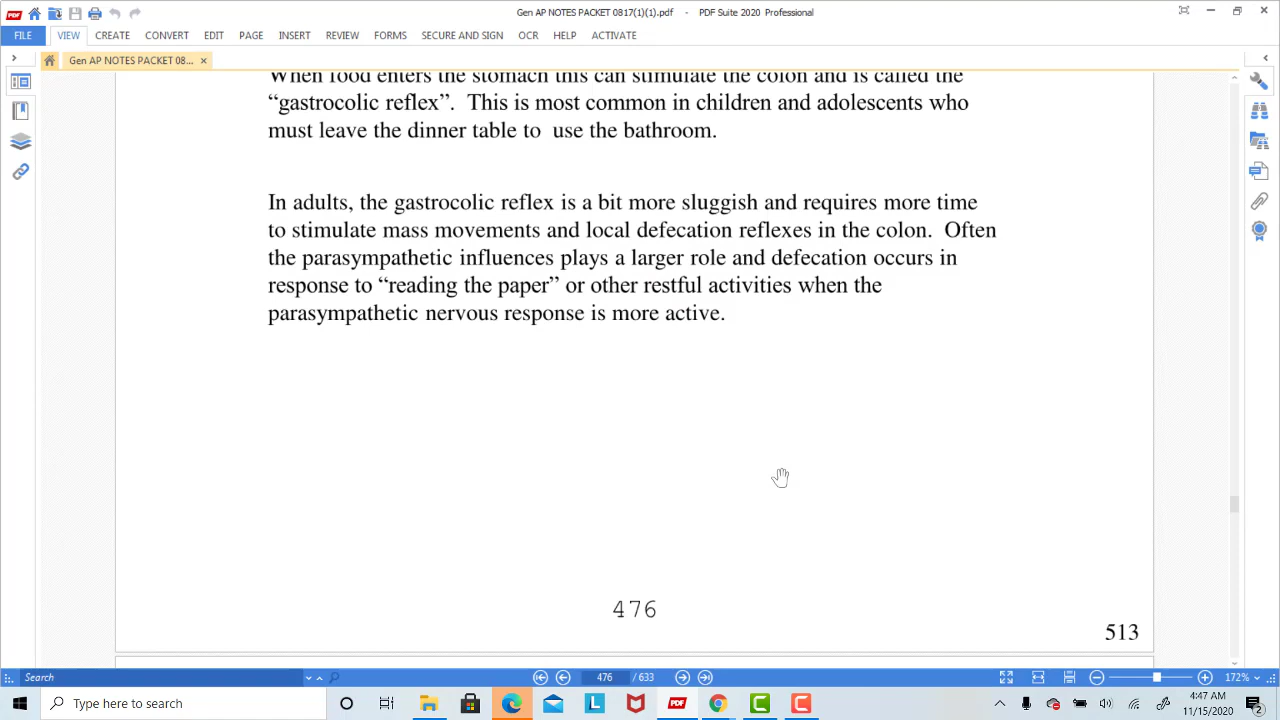 Gen AP NOTES PACKET 0817(1)(1).pdf - PDF Suite 2020 Professional
FILE VIEW CREATE CONVERT EDIT PAGE INSERT REVIEW FORMS SECURE AND SIGN OCR HELP ACTIVATE
Gen AP NOTES PACKET 08...
When food enters the stomach this can stimulate the colon and is called the
“gastrocolic reflex”. This is most common in children and adolescents who
must leave the dinner table to use the bathroom.
In adults, the gastrocolic reflex is a bit more sluggish and requires more time
to stimulate mass movements and local defecation reflexes in the colon. Often
the parasympathetic influences plays a larger role and defecation occurs in
response to “reading the paper” or other restful activities when the
parasympathetic nervous response is more active.
476
513
Search 476 / 633 172%
Type here to search
4:47 AM
11/15/2020
2